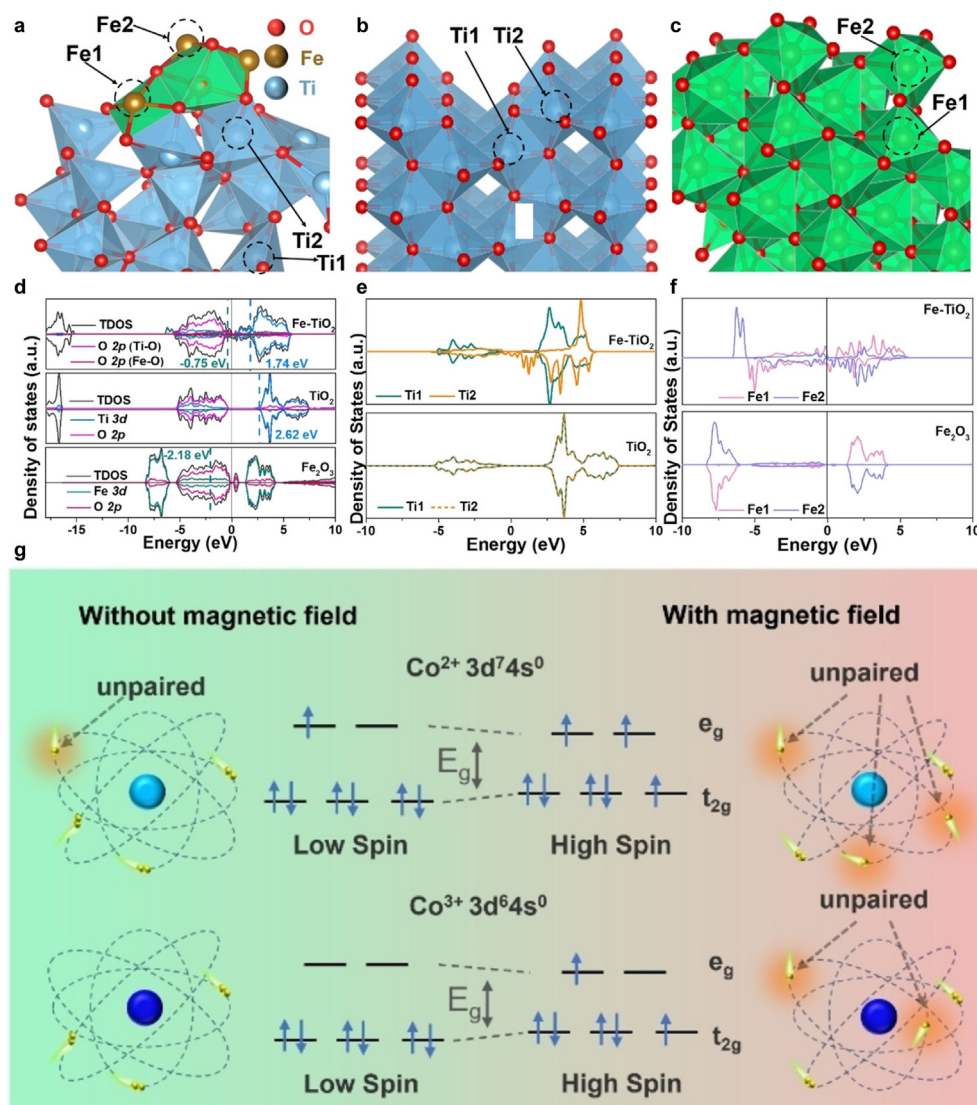 a
Fe2
O
Fe1
Fe
Ti
Ti2
Ti1
b
Ti1
Ti2
c
Fe2
Fe1
d
Density of States (a.u.)
TDOS
Fe-TiO₂
O 2p (Ti-O)
O 2p (Fe-O)
-0.75 eV
1.74 eV
TDOS
TiO₂
Ti 3d
O 2p
2.62 eV
-2.18 eV
Fe₂O₃
TDOS
Fe 3d
O 2p
-15 -10 -5 0 5 10
Energy (eV)
e
Density of States (a.u.)
Fe-TiO₂
Ti1 Ti2
TiO₂
Ti1 Ti2
-10 -5 0 5 10
Energy (eV)
f
Density of States (a.u.)
Fe-TiO₂
Fe1 Fe2
Fe₂O₃
Fe1 Fe2
-10 -5 0 5 10
Energy (eV)
g
Without magnetic field
With magnetic field
Co²⁺ 3d⁷4s⁰
unpaired
unpaired
e_g
E_g
t₂g
Low Spin
High Spin
Co³⁺ 3d⁶4s⁰
unpaired
e_g
E_g
t₂g
Low Spin
High Spin